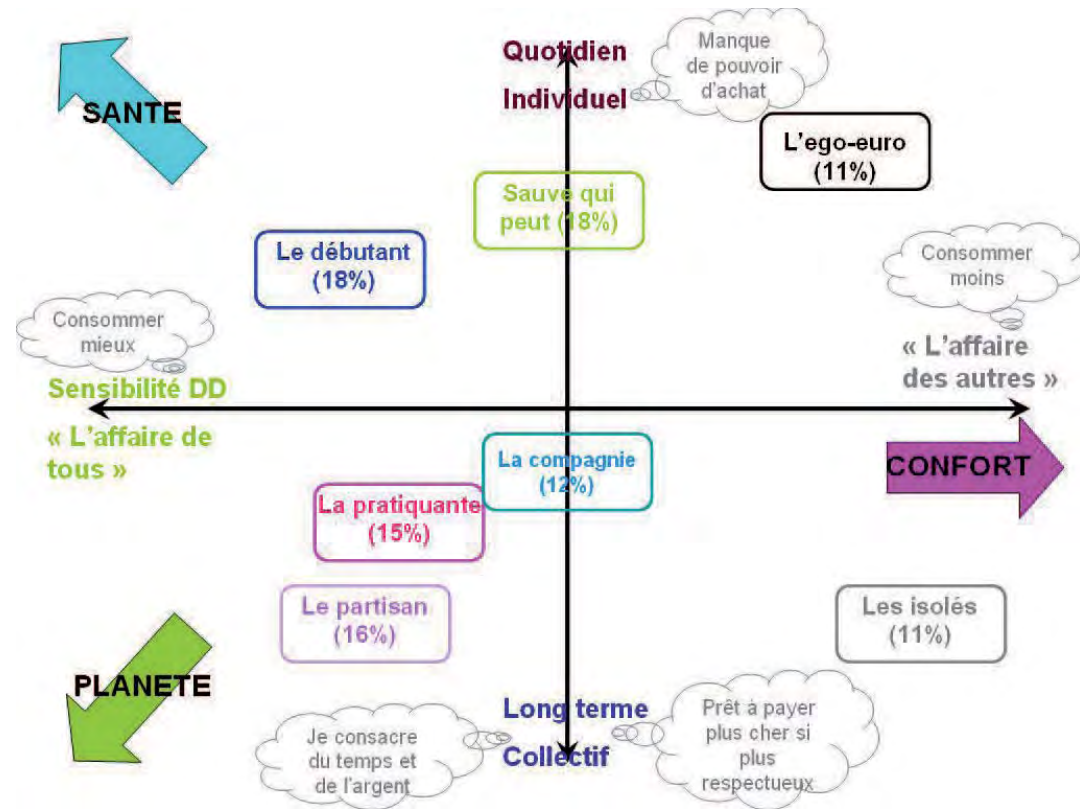 Quotidien
Individuel
Manque
de pouvoir
d'achat
SANTE
L'ego-euro
(11%)
Sauve qui
peut (18%)
Le débutant
(18%)
Consommer
moins
Consommer
mieux
« L'affaire
des autres »
Sensibilité DD
« L'affaire de
tous »
CONFORT
La compagnie
(12%)
La pratiquante
(15%)
Le partisan
(16%)
Les isolés
(11%)
PLANETE
Long terme
Collectif
Je consacre
du temps et
de l'argent
Prêt à payer
plus cher si
plus
respectueux